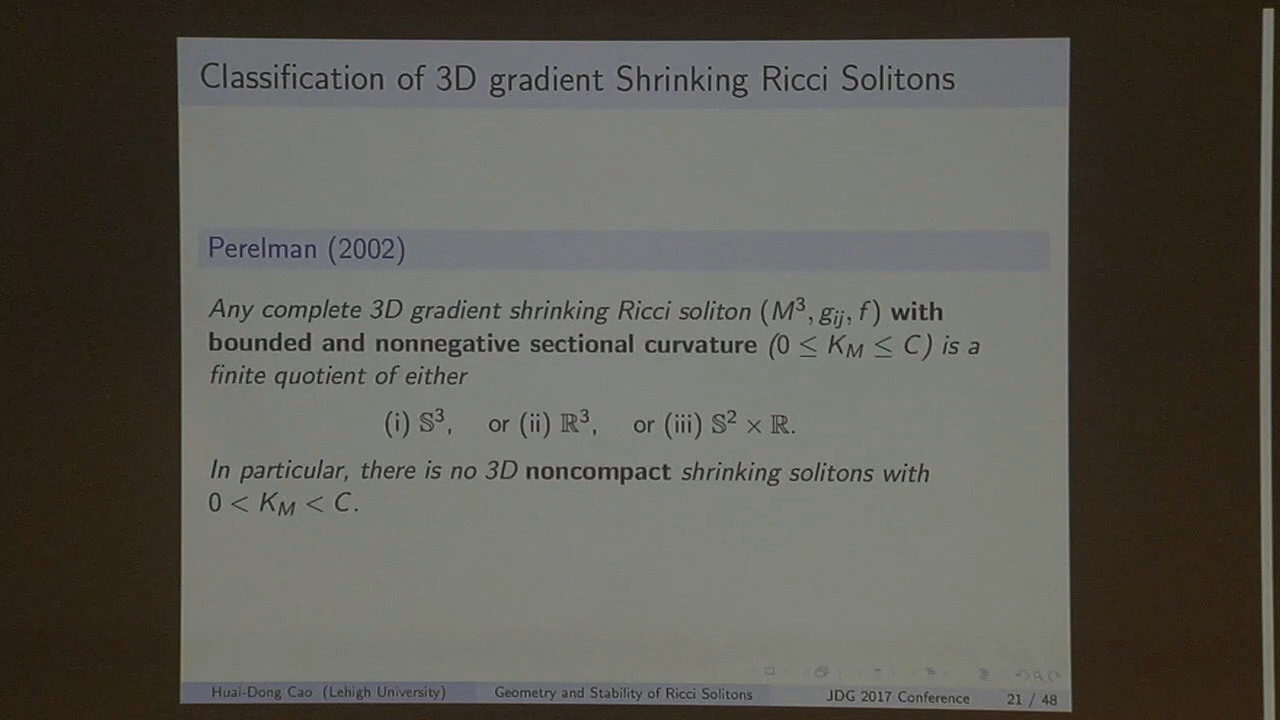 Classification of 3D gradient Shrinking Ricci Solitons
Perelman (2002)
Any complete 3D gradient shrinking Ricci soliton (M³, gᵢⱼ, f) with
bounded and nonnegative sectional curvature (0 ≤ K_M ≤ C) is a
finite quotient of either
(i) 𝕊³, or (ii) ℝ³, or (iii) 𝕊² × ℝ.
In particular, there is no 3D noncompact shrinking solitons with
0 < K_M < C.
Huai-Dong Cao (Lehigh University) Geometry and Stability of Ricci Solitons JDG 2017 Conference 21 / 48